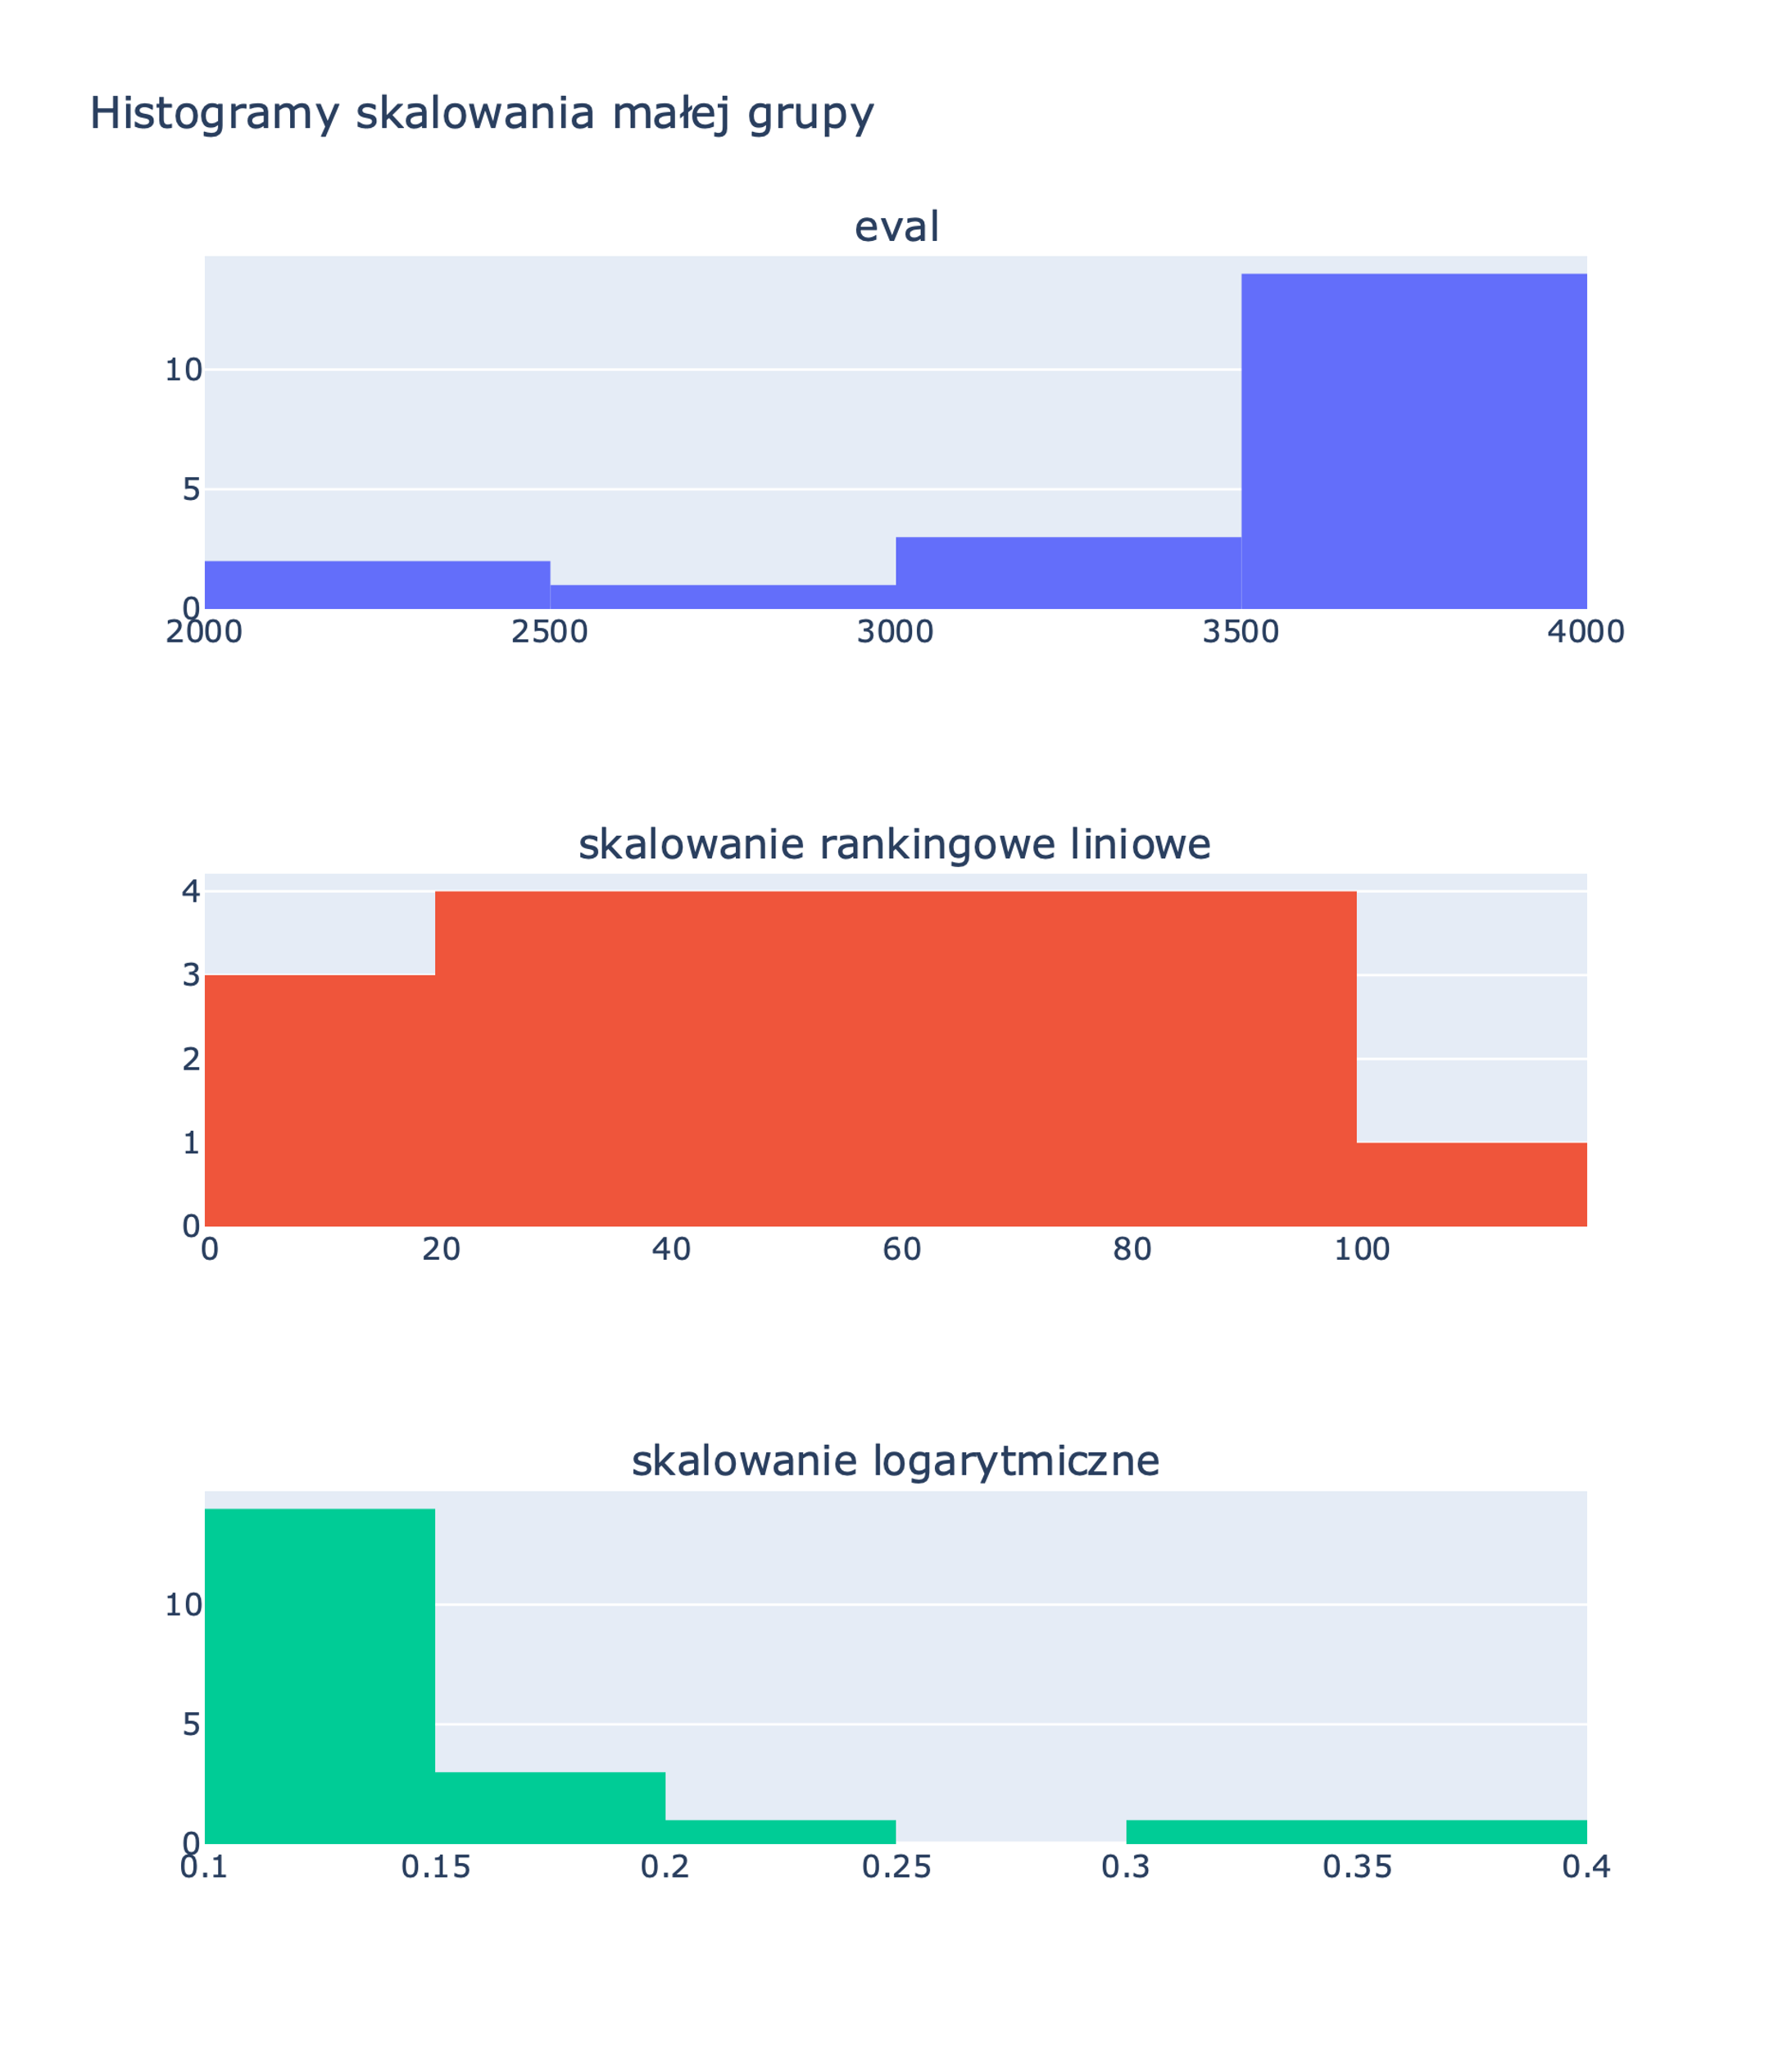 Histogramy skalowania małej grupy
eval
10
5
0
2000 2500 3000 3500 4000
skalowanie rankingowe liniowe
4
3
2
1
0
0 20 40 60 80 100
skalowanie logarytmiczne
10
5
0
0.1 0.15 0.2 0.25 0.3 0.35 0.4